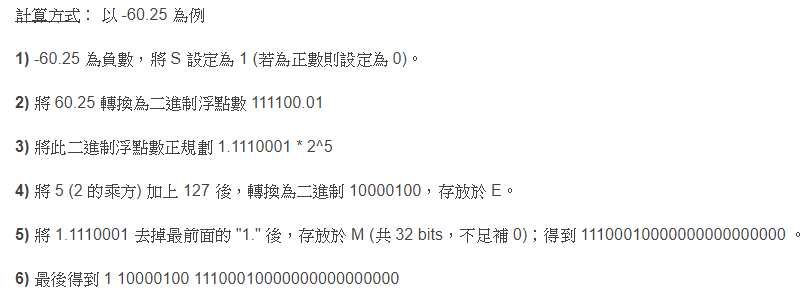 計算方式： 以 -60.25 為例
1) -60.25 為負數，將 S 設定為 1 (若為正數則設定為 0)。
2) 將 60.25 轉換為二進制浮點數 111100.01
3) 將此二進制浮點數正規劃 1.1110001 * 2^5
4) 將 5 (2 的乘方) 加上 127 後，轉換為二進制 10000100，存放於 E。
5) 將 1.1110001 去掉最前面的 "1." 後，存放於 M (共 32 bits，不足補 0)；得到 11100010000000000000000 。
6) 最後得到 1 10000100 11100010000000000000000